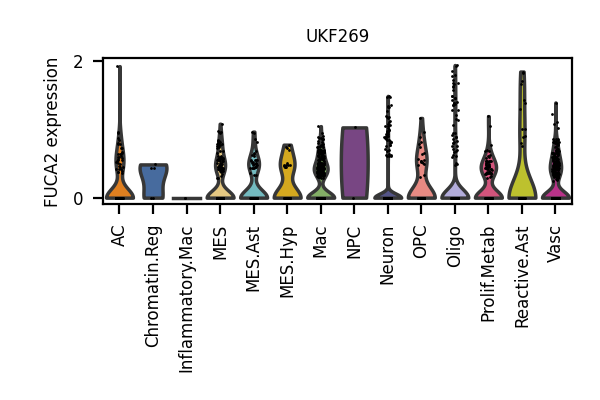 UKF269
FUCA2 expression
2
0
AC
Chromatin.Reg
Inflammatory.Mac
MES
MES.Ast
MES.Hyp
Mac
NPC
Neuron
OPC
Oligo
Prolif.Metab
Reactive.Ast
Vasc